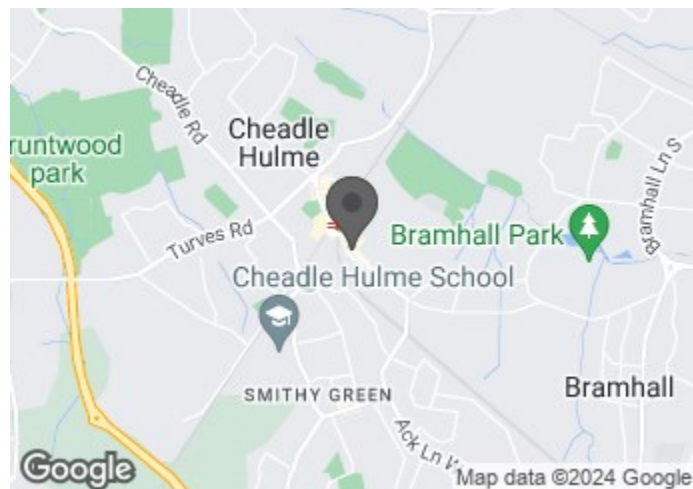 Cheadle Rd
Cheadle
Hulme
runtwood
park
Turves Rd
Bramhall Ln S
Bramhall Park
Cheadle Hulme School
SMITHY GREEN
Bramhall
Ack Ln
Google
Map data ©2024 Google